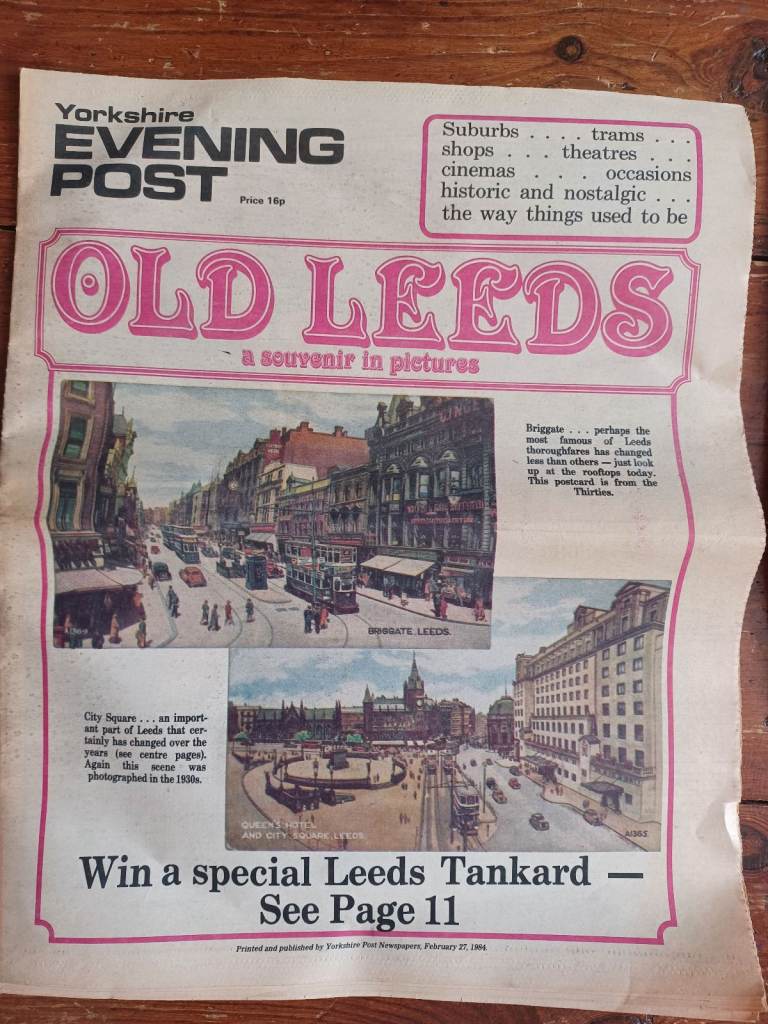 Yorkshire
EVENING
POST
Price 16p
Suburbs . . . . trams . . .
shops . . . theatres . . .
cinemas . . . occasions
historic and nostalgic . . .
the way things used to be
OLD LEEDS
a souvenir in pictures
Briggate . . . perhaps the
most famous of Leeds
thoroughfares has changed
less than others — just look
up at the rooftops today.
This postcard is from the
Thirties.
BRIGGATE, LEEDS.
City Square . . . an import-
ant part of Leeds that cer-
tainly has changed over the
years (see centre pages).
Again this scene was
photographed in the 1930s.
QUEEN'S HOTEL
AND CITY SQUARE, LEEDS.
A1365
Win a special Leeds Tankard —
See Page 11
Printed and published by Yorkshire Post Newspapers, February 27, 1984.